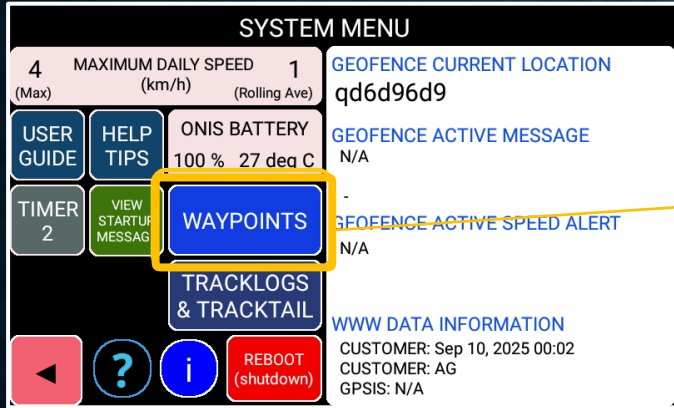 SYSTEM MENU
4 MAXIMUM DAILY SPEED 1
(Max) (km/h) (Rolling Ave)
USER
GUIDE
HELP
TIPS
ONIS BATTERY
100 % 27 deg C
TIMER
2
VIEW
STARTUP
MESSAGE
WAYPOINTS
TRACKLOGS
& TRACKTAIL
◄
?
i
REBOOT
(shutdown)
GEOFENCE CURRENT LOCATION
qd6d96d9
GEOFENCE ACTIVE MESSAGE
N/A
-
GEOFENCE ACTIVE SPEED ALERT
N/A
WWW DATA INFORMATION
CUSTOMER: Sep 10, 2025 00:02
CUSTOMER: AG
GPSIS: N/A